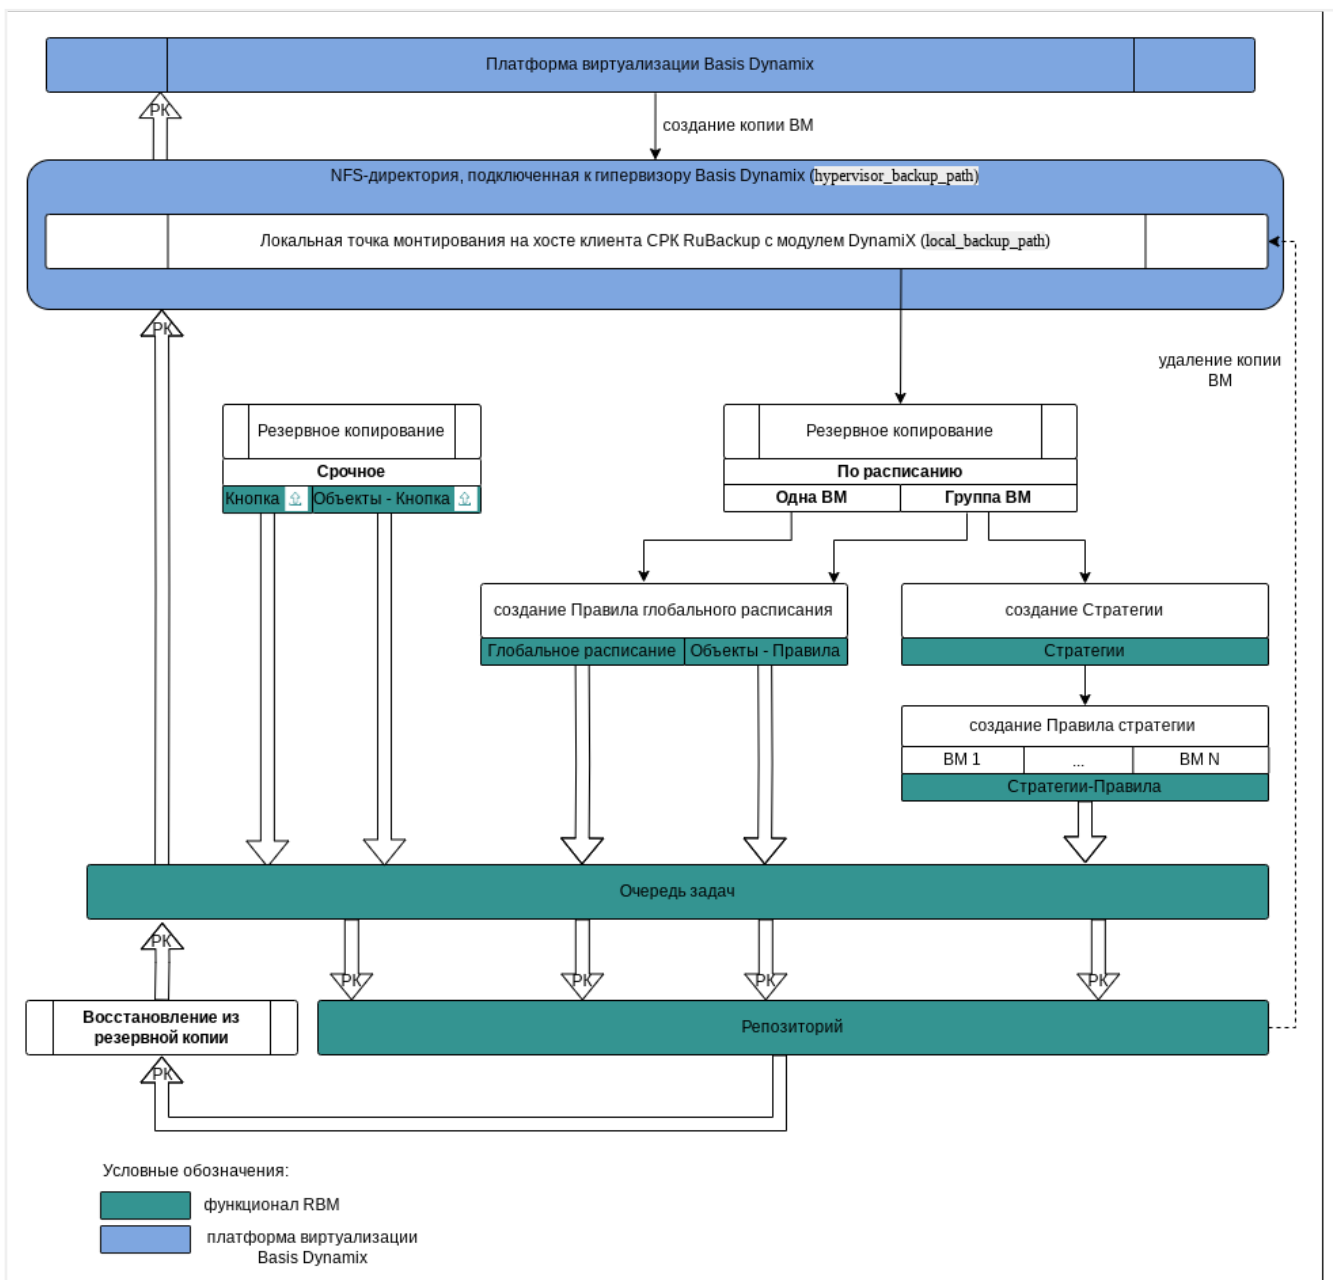 Платформа виртуализации Basis Dynamix
РК
создание копии ВМ
NFS-директория, подключенная к гипервизору Basis Dynamix (hypervisor_backup_path)
Локальная точка монтирования на хосте клиента СРК RuBackup с модулем DynamiX (local_backup_path)
РК
удаление копии
ВМ
Резервное копирование
Срочное
Кнопка
Объекты - Кнопка
Резервное копирование
По расписанию
Одна ВМ
Группа ВМ
создание Правила глобального расписания
Глобальное расписание
Объекты - Правила
создание Стратегии
Стратегии
создание Правила стратегии
ВМ 1
...
ВМ N
Стратегии-Правила
Очередь задач
РК
РК
РК
РК
РК
Восстановление из
резервной копии
Репозиторий
РК
Условные обозначения:
функционал RBM
платформа виртуализации
Basis Dynamix